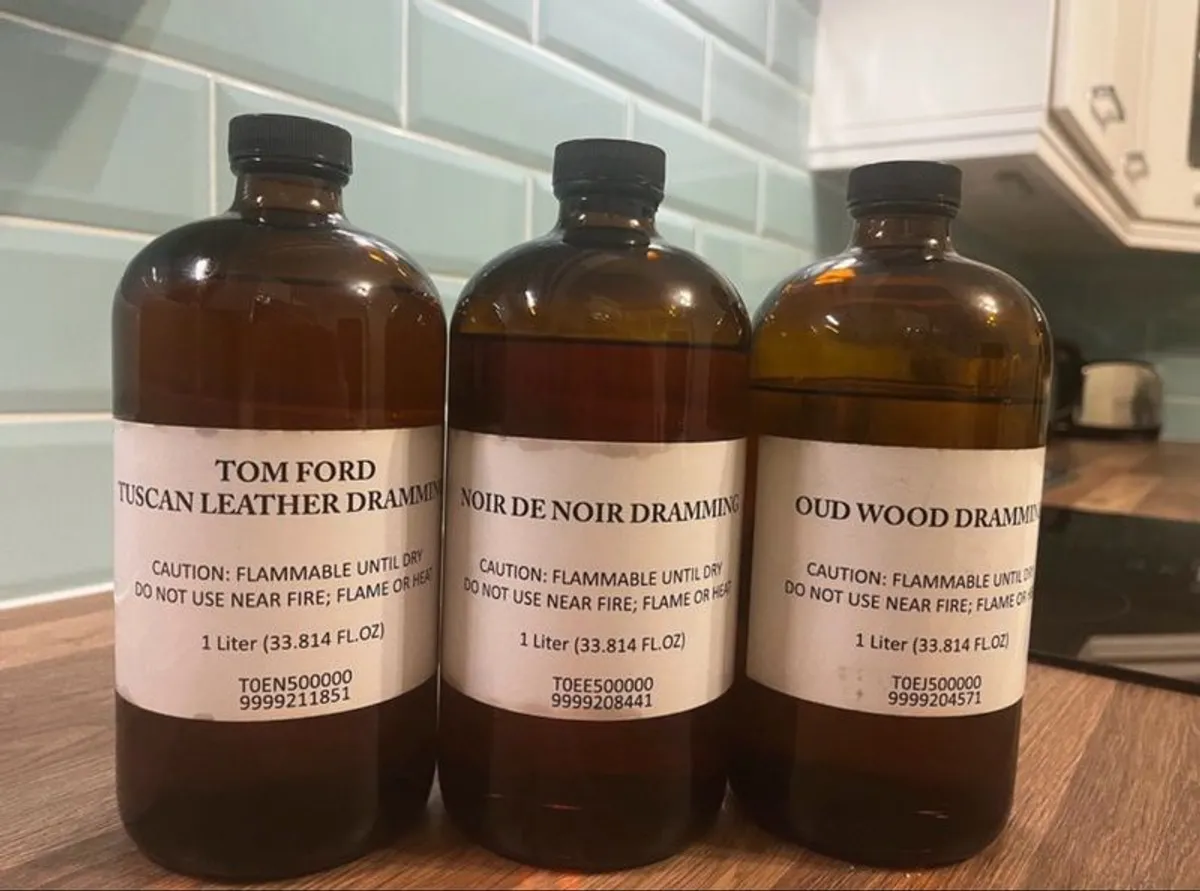 TOM FORD
TUSCAN LEATHER DRAMMIN
CAUTION: FLAMMABLE UNTIL DRY
DO NOT USE NEAR FIRE; FLAME OR HEAT
1 Liter (33.814 FL.OZ)
T0EN500000
9999211851
NOIR DE NOIR DRAMMING
CAUTION: FLAMMABLE UNTIL DRY
DO NOT USE NEAR FIRE; FLAME OR HEAT
1 Liter (33.814 FL.OZ)
T0EE500000
9999208441
OUD WOOD DRAMMIN
CAUTION: FLAMMABLE UNTIL DRY
DO NOT USE NEAR FIRE; FLAME OR
1 Liter (33.814 FL.OZ)
T0EJ500000
9999204571